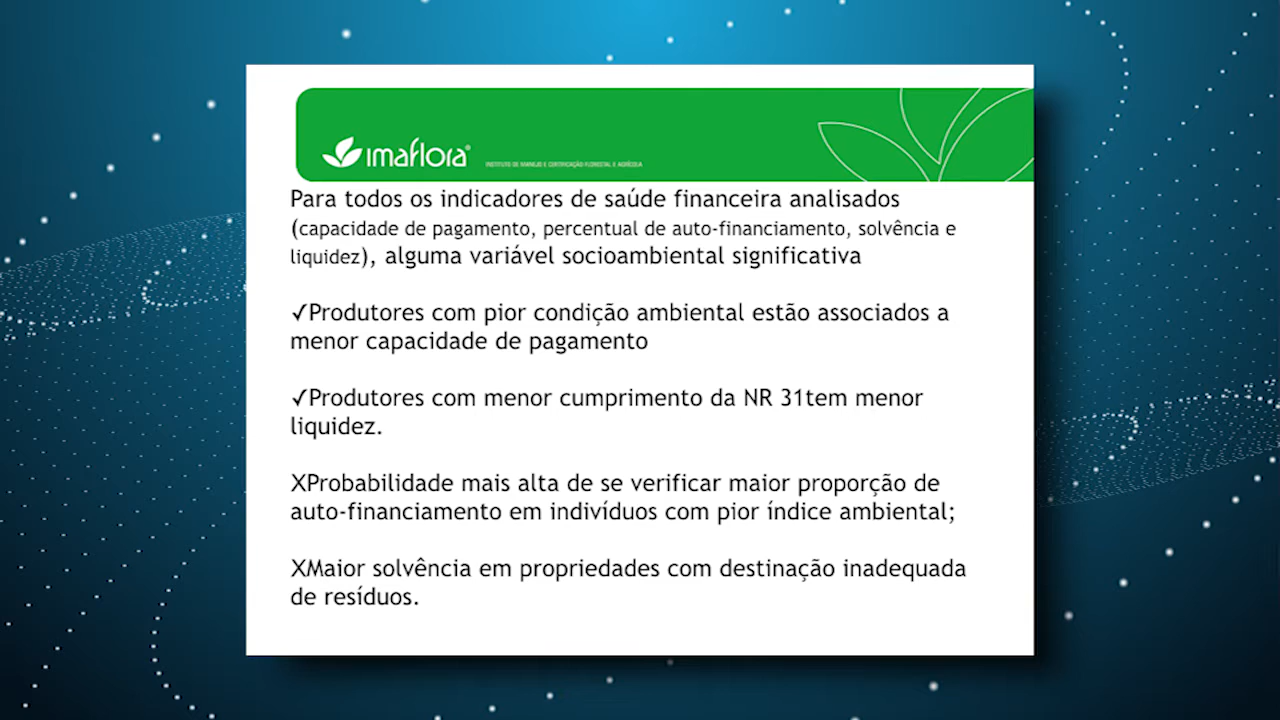 imaflora®
INSTITUTO DE MANEJO E CERTIFICAÇÃO FLORESTAL E AGRÍCOLA
Para todos os indicadores de saúde financeira analisados
(capacidade de pagamento, percentual de auto-financiamento, solvência e
liquidez), alguma variável socioambiental significativa
✓Produtores com pior condição ambiental estão associados a
menor capacidade de pagamento
✓Produtores com menor cumprimento da NR 31tem menor
liquidez.
XProbabilidade mais alta de se verificar maior proporção de
auto-financiamento em indivíduos com pior índice ambiental;
XMaior solvência em propriedades com destinação inadequada
de resíduos.